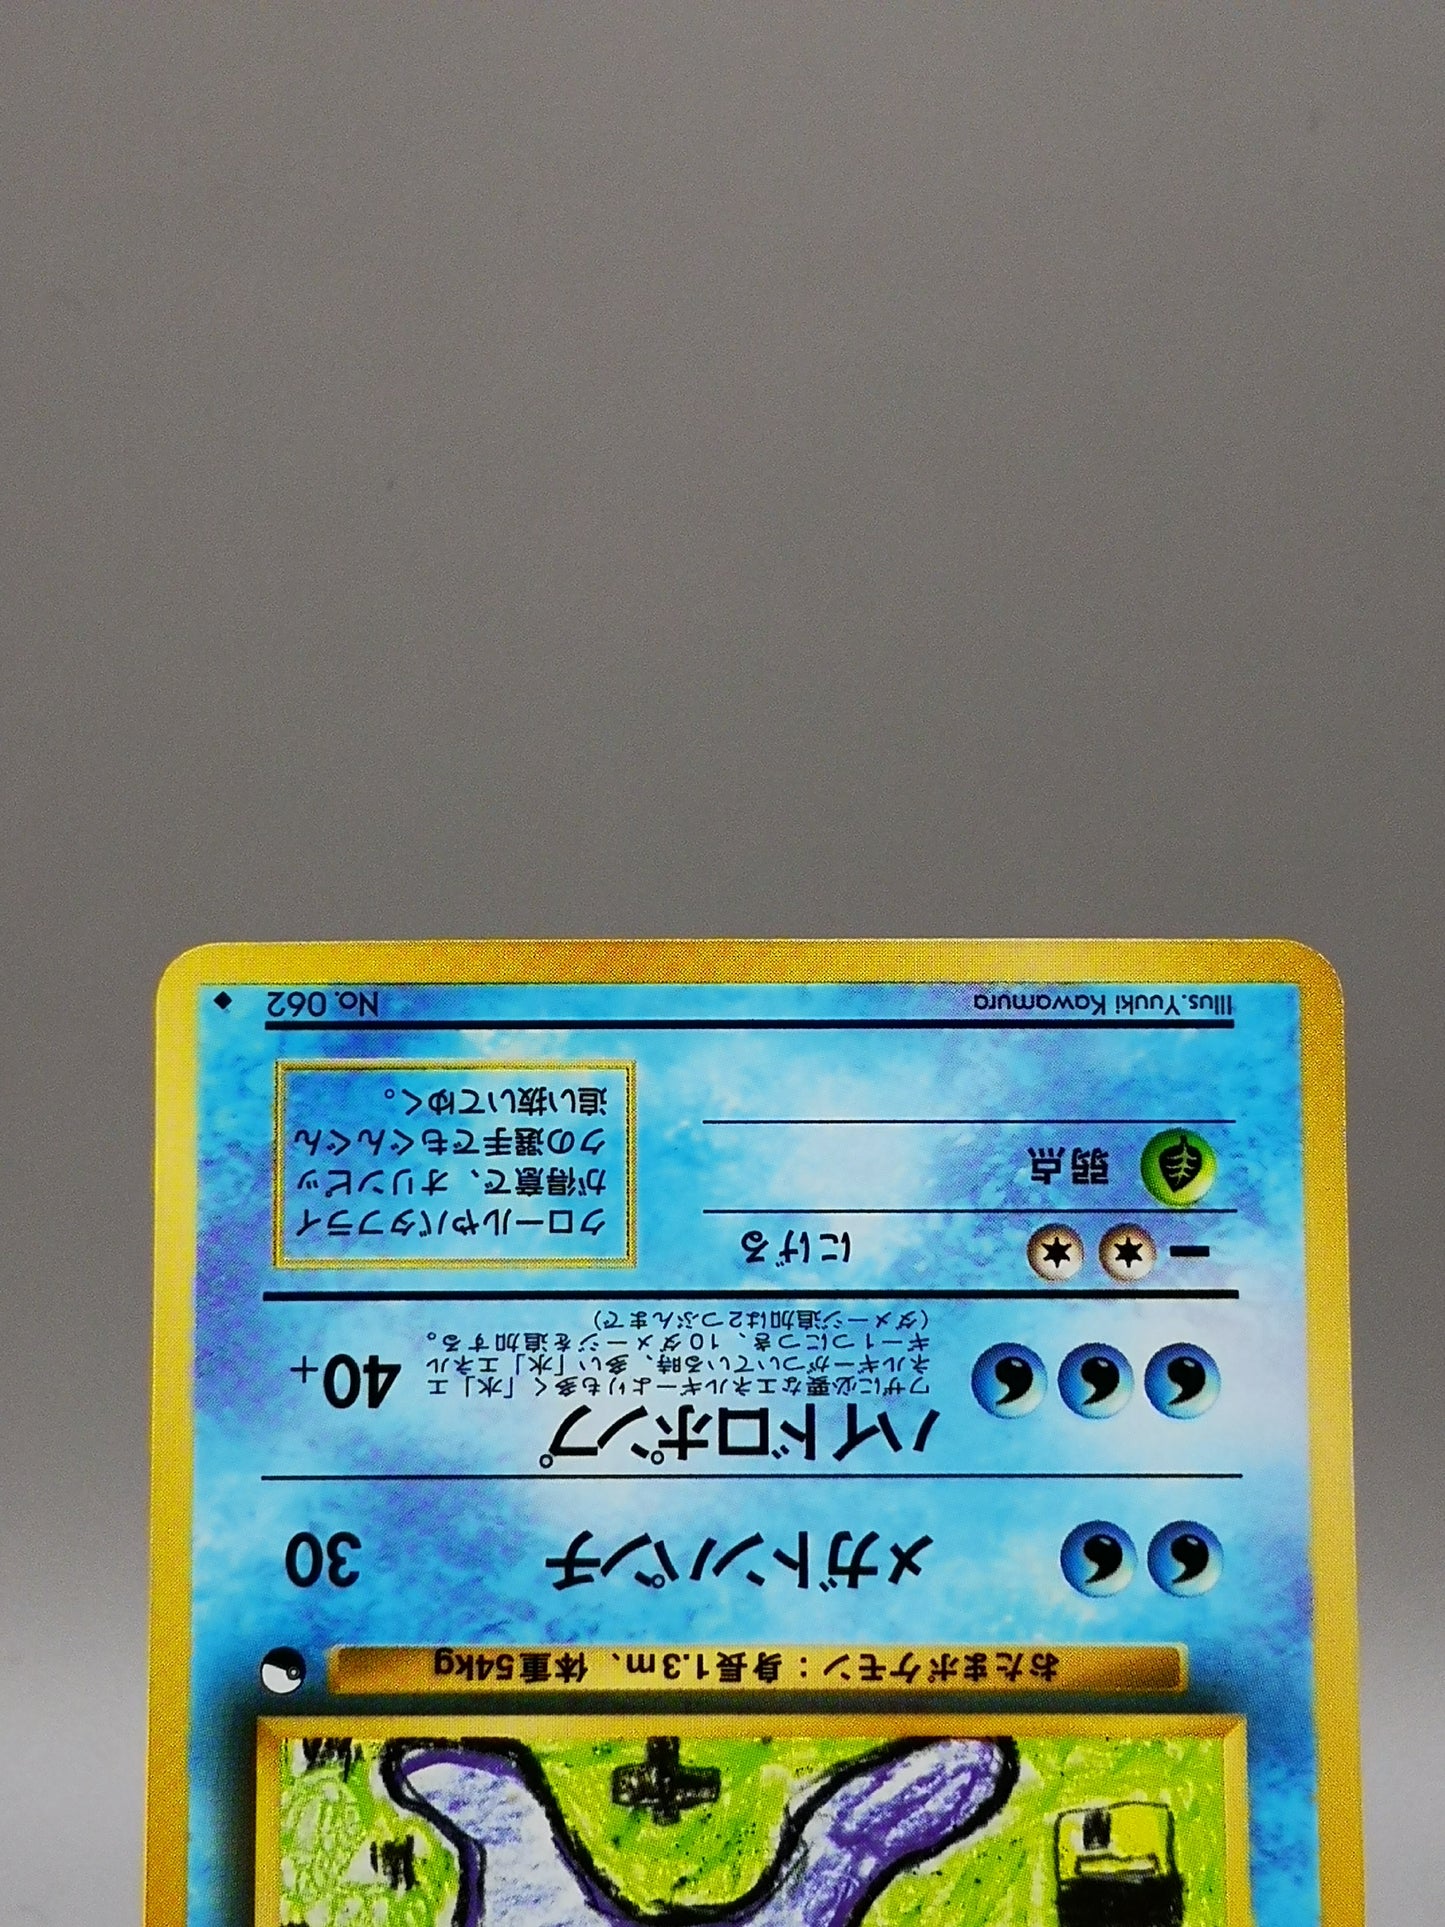 おたまポケモン：身長1.3m、体重54kg
メガトンパンチ 30
ハイドロポンプ 40+
ワザに必要なエネルギーよりも多く「水」エ
ネルギーがついている時、多い「水」エネル
ギー1つにつき、10ダメージを追加する。
（ダメージ追加は2つぶんまで）
にげる
弱点
クロールやバタフライ
が得意で、オリンピッ
クの選手でもぐんぐん
追い抜いてゆく。
Illus.Yuuki Kawamura
No. 062